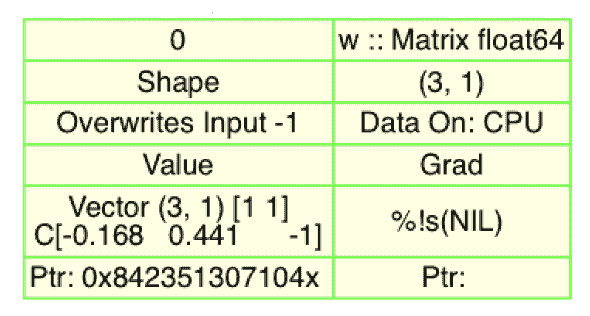 0 w :: Matrix float64
Shape (3, 1)
Overwrites Input -1 Data On: CPU
Value Grad
Vector (3, 1) [1 1]
C[-0.168 0.441 -1] %!s(NIL)
Ptr: 0x842351307104x Ptr: